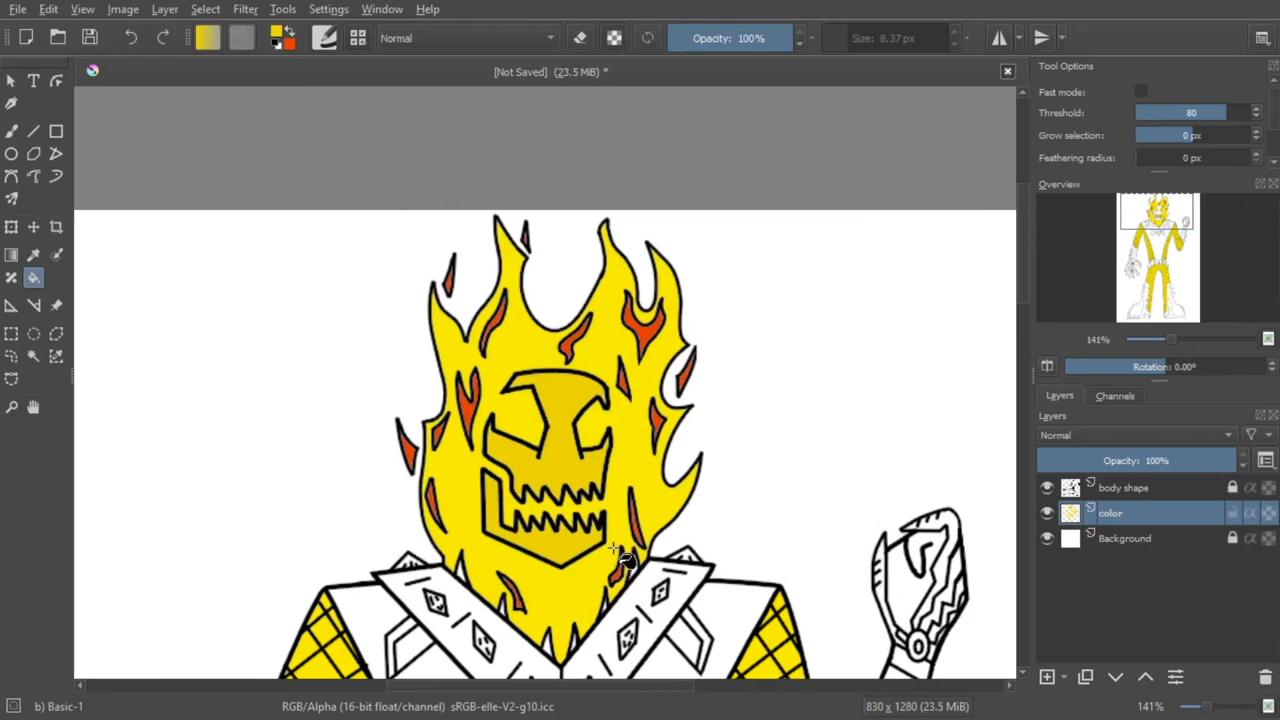 File Edit View Image Layer Select Filter Tools Settings Window Help
Normal Opacity: 100% Size: 8.37 px
[Not Saved] (23.5 MiB) *
Tool Options
Fast mode:
Threshold: 80
Grow selection: 0 px
Feathering radius: 0 px
Overview
141%
Rotation: 0.00°
Layers Channels
Layers
Normal
Opacity: 100%
body shape
color
Background
b) Basic-1 RGB/Alpha (16-bit float/channel) sRGB-elle-V2-g10.icc 830 x 1280 (23.5 MiB) 141%